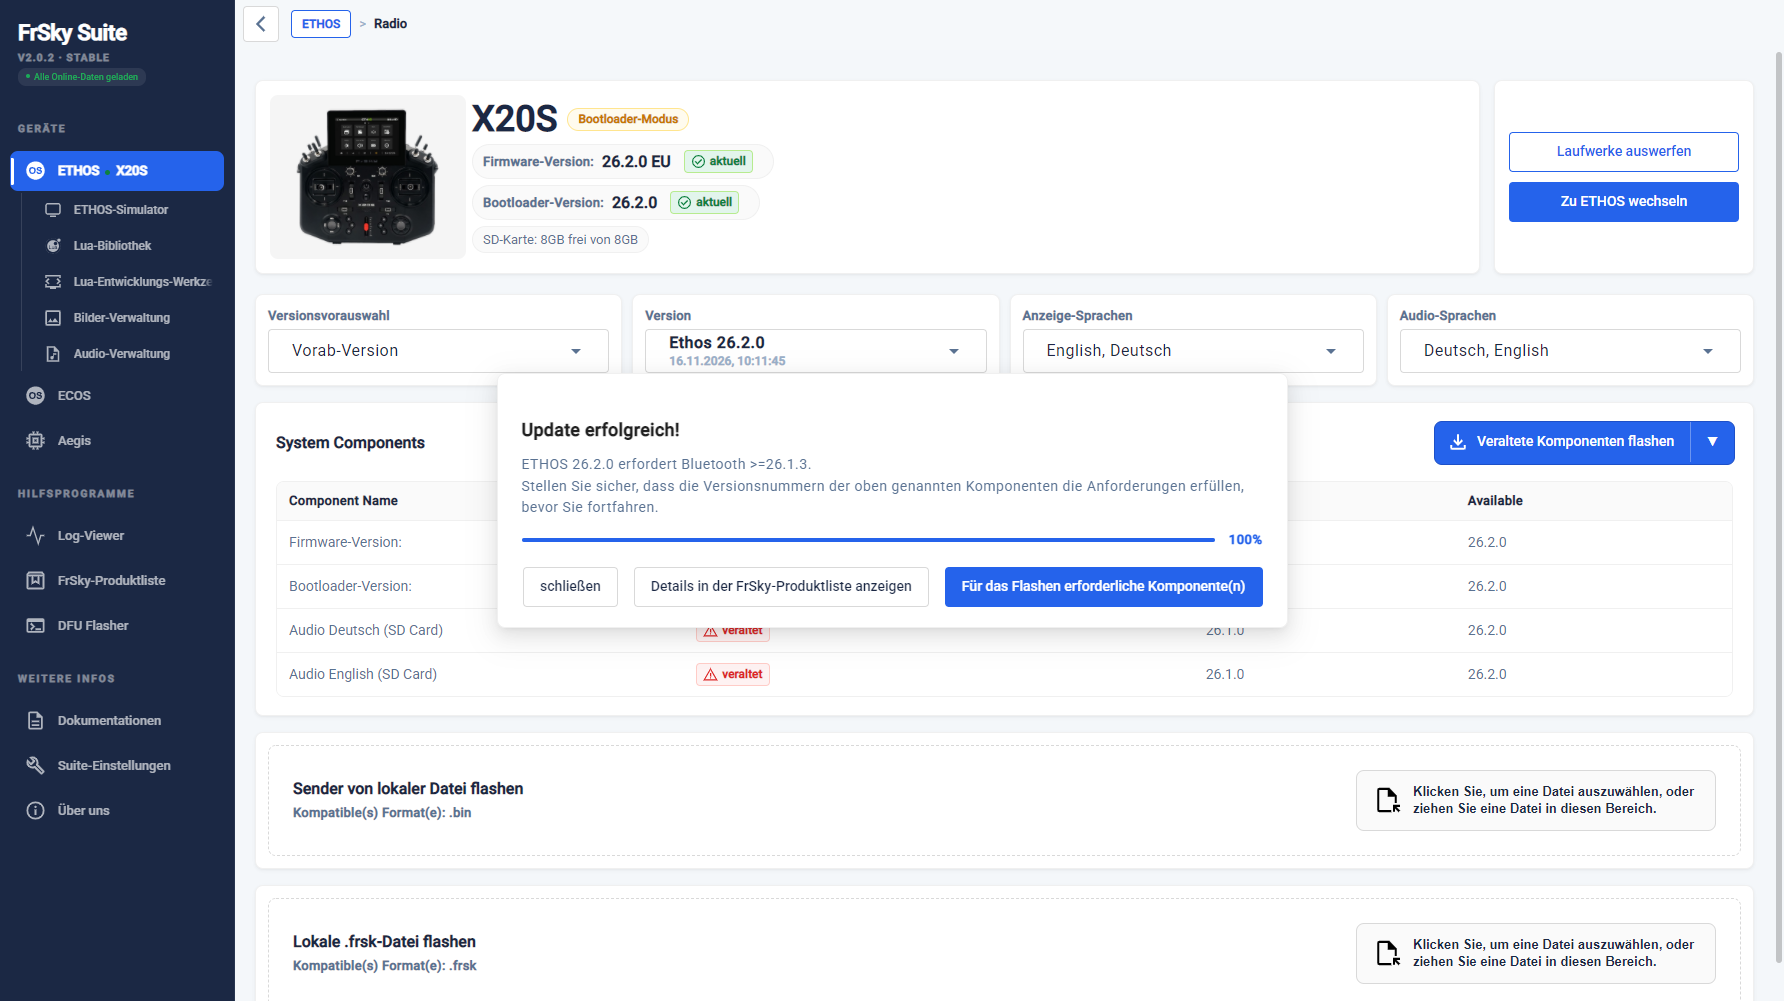 FrSky Suite
V2.0.2 · STABLE
• Alle Online-Daten geladen
GERÄTE
ETHOS • X20S
ETHOS-Simulator
Lua-Bibliothek
Lua-Entwicklungs-Werkze
Bilder-Verwaltung
Audio-Verwaltung
ECOS
Aegis
HILFSPROGRAMME
Log-Viewer
FrSky-Produktliste
DFU Flasher
WEITERE INFOS
Dokumentationen
Suite-Einstellungen
Über uns
ETHOS > Radio
X20S Bootloader-Modus
Firmware-Version: 26.2.0 EU aktuell
Bootloader-Version: 26.2.0 aktuell
SD-Karte: 8GB frei von 8GB
Laufwerke auswerfen
Zu ETHOS wechseln
Versionsvorauswahl
Vorab-Version
Version
Ethos 26.2.0
16.11.2026, 10:11:45
Anzeige-Sprachen
English, Deutsch
Audio-Sprachen
Deutsch, English
System Components
Veraltete Komponenten flashen
Component Name Available
Firmware-Version: 26.2.0
Bootloader-Version: 26.2.0
Audio Deutsch (SD Card) veraltet 26.1.0 26.2.0
Audio English (SD Card) veraltet 26.1.0 26.2.0
Update erfolgreich!
ETHOS 26.2.0 erfordert Bluetooth >=26.1.3.
Stellen Sie sicher, dass die Versionsnummern der oben genannten Komponenten die Anforderungen erfüllen,
bevor Sie fortfahren.
100%
schließen
Details in der FrSky-Produktliste anzeigen
Für das Flashen erforderliche Komponente(n)
Sender von lokaler Datei flashen
Kompatible(s) Format(e): .bin
Klicken Sie, um eine Datei auszuwählen, oder
ziehen Sie eine Datei in diesen Bereich.
Lokale .frsk-Datei flashen
Kompatible(s) Format(e): .frsk
Klicken Sie, um eine Datei auszuwählen, oder
ziehen Sie eine Datei in diesen Bereich.